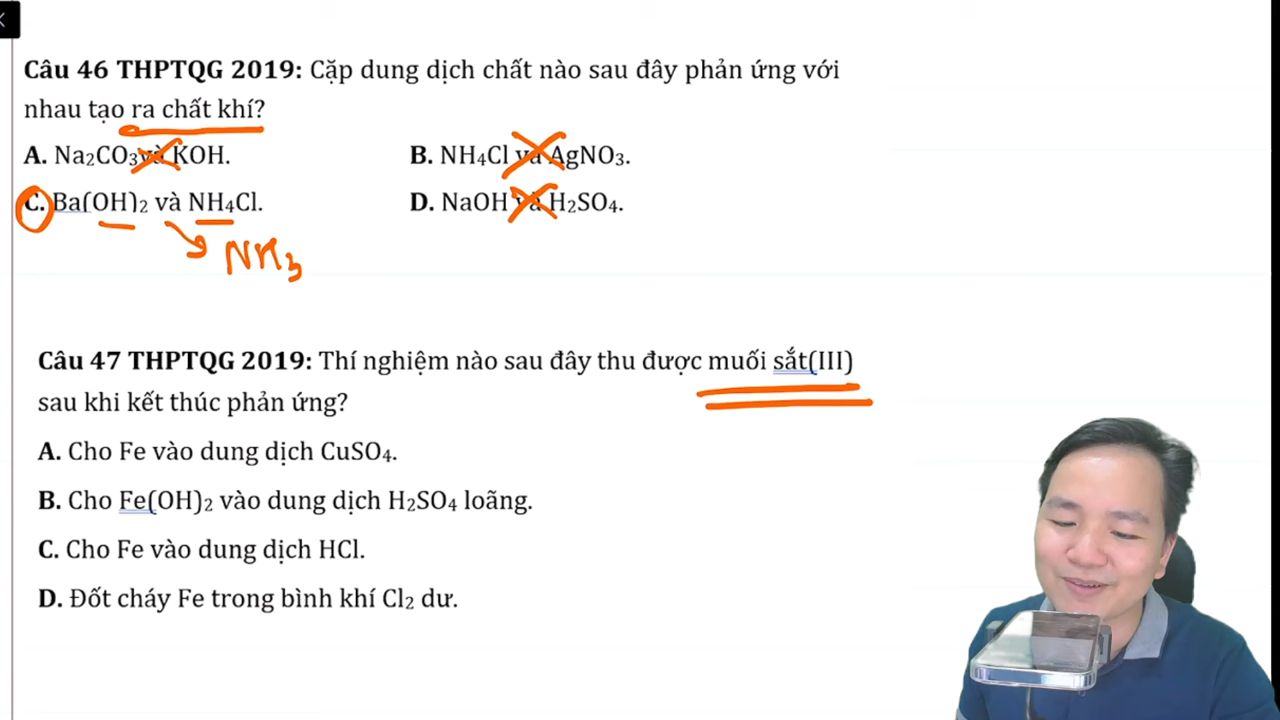 Câu 46 THPTQG 2019: Cặp dung dịch chất nào sau đây phản ứng với
nhau tạo ra chất khí?
A. Na₂CO₃ và KOH.
B. NH₄Cl và AgNO₃.
C. Ba(OH)₂ và NH₄Cl.
D. NaOH và H₂SO₄.
NH₃
Câu 47 THPTQG 2019: Thí nghiệm nào sau đây thu được muối sắt(III)
sau khi kết thúc phản ứng?
A. Cho Fe vào dung dịch CuSO₄.
B. Cho Fe(OH)₂ vào dung dịch H₂SO₄ loãng.
C. Cho Fe vào dung dịch HCl.
D. Đốt cháy Fe trong bình khí Cl₂ dư.